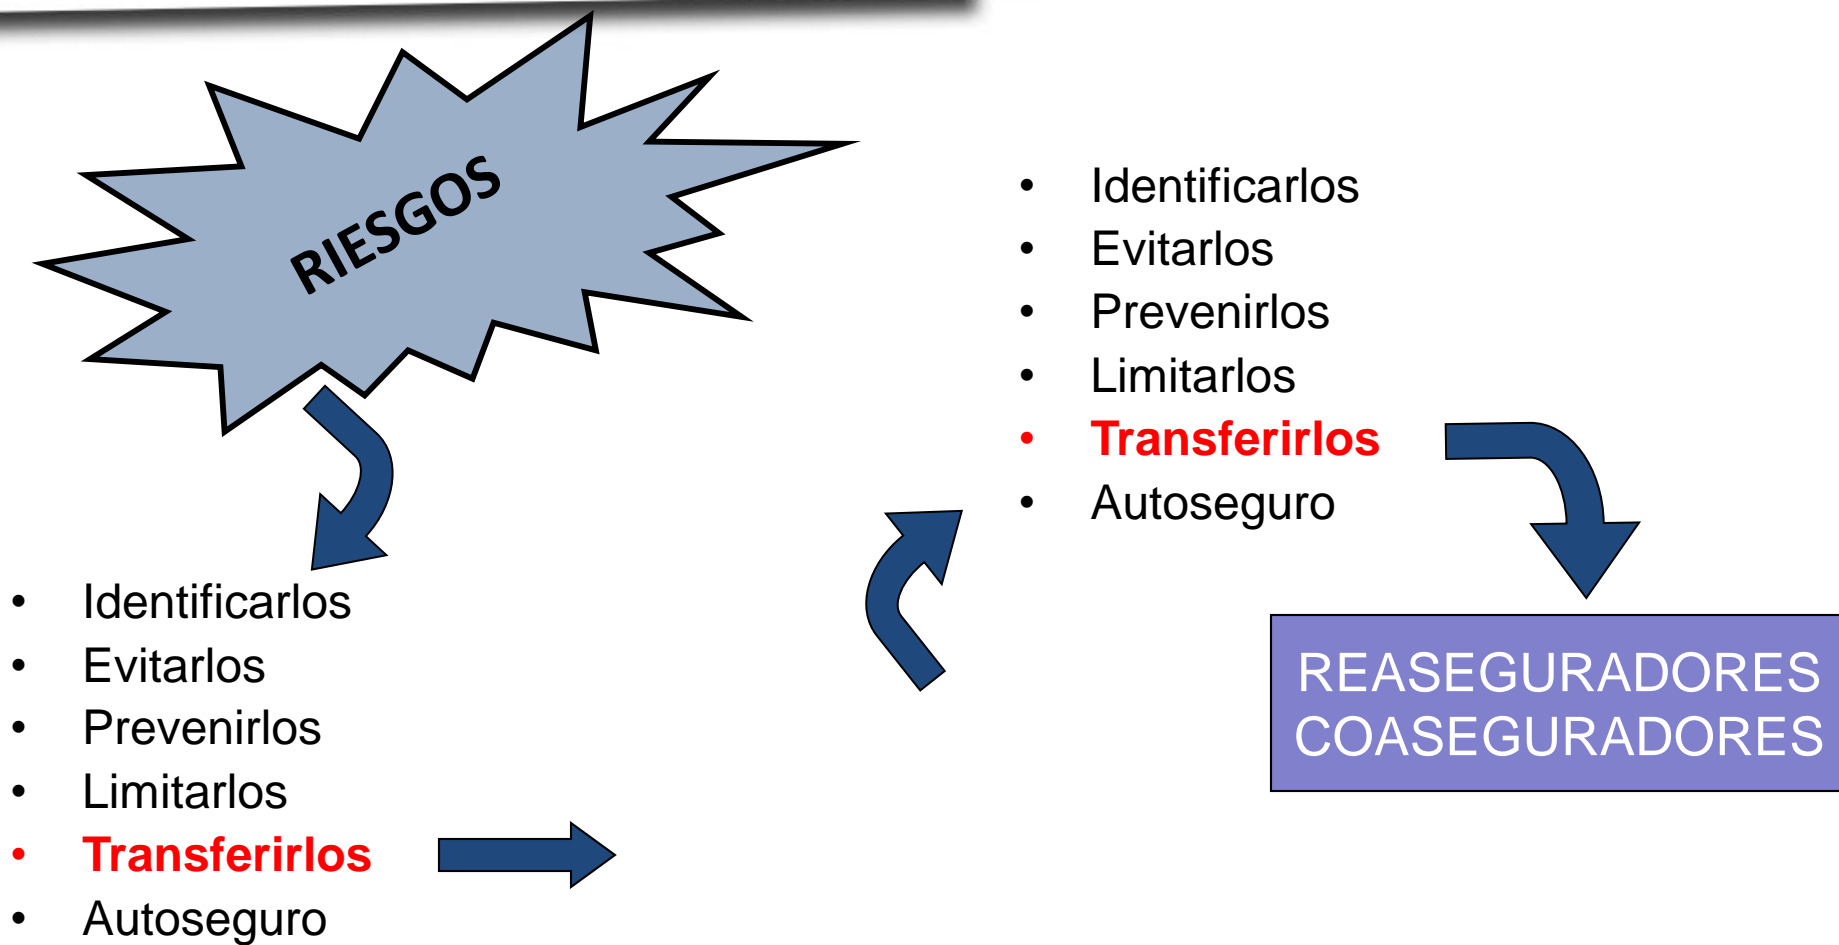 RIESGOS
• Identificarlos
• Evitarlos
• Prevenirlos
• Limitarlos
• Transferirlos
• Autoseguro
• Identificarlos
• Evitarlos
• Prevenirlos
• Limitarlos
• Transferirlos
• Autoseguro
REASEGURADORES
COASEGURADORES